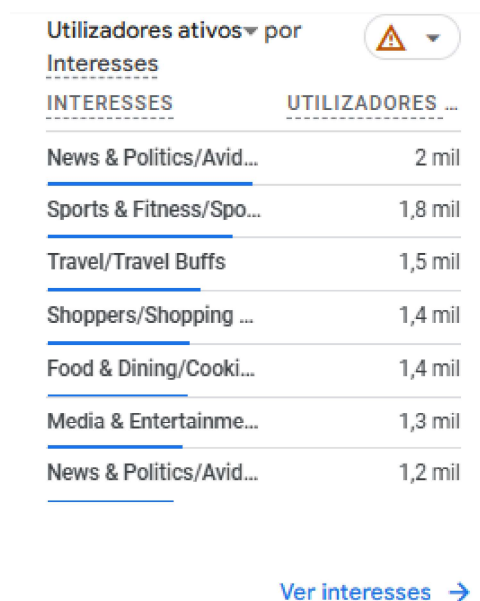 Utilizadores ativos por
Interesses
INTERESSES UTILIZADORES ...
News & Politics/Avid... 2 mil
Sports & Fitness/Spo... 1,8 mil
Travel/Travel Buffs 1,5 mil
Shoppers/Shopping ... 1,4 mil
Food & Dining/Cooki... 1,4 mil
Media & Entertainme... 1,3 mil
News & Politics/Avid... 1,2 mil
Ver interesses →